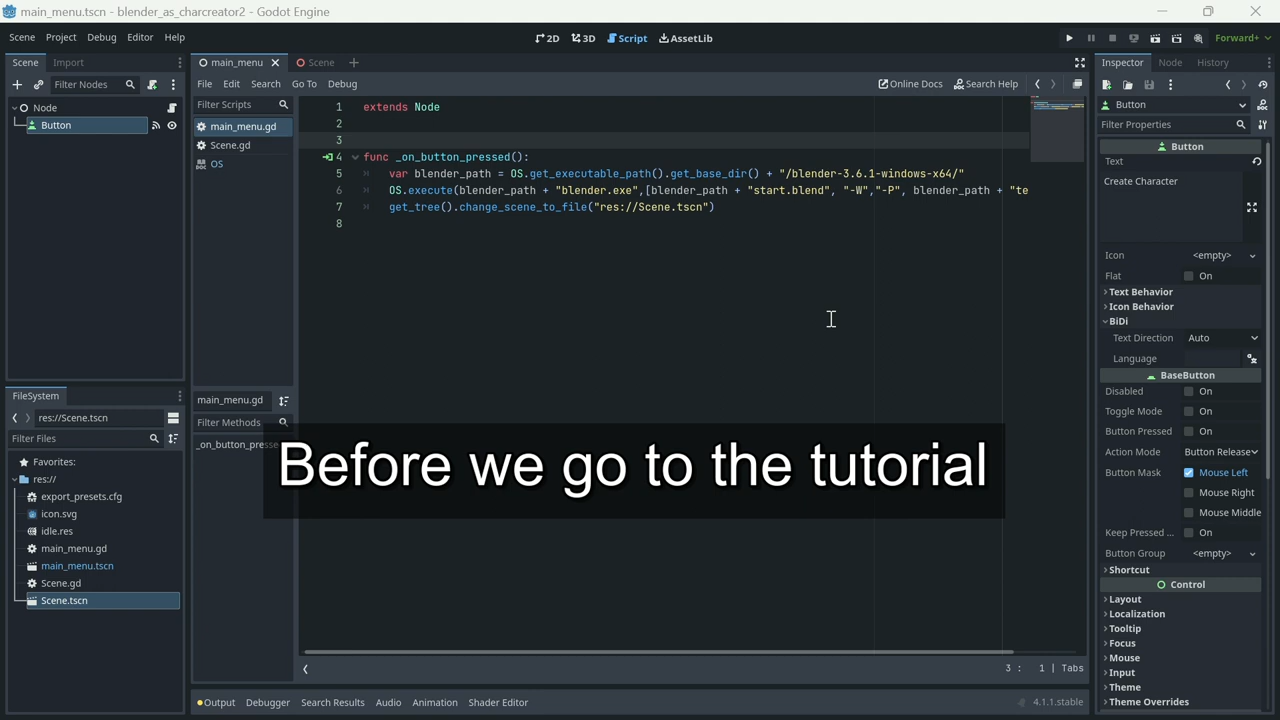 main_menu.tscn - blender_as_charcreator2 - Godot Engine
Scene Project Debug Editor Help
2D 3D Script AssetLib
Forward+
Scene Import
Filter Nodes
Node
Button
FileSystem
res://Scene.tscn
Filter Files
Favorites:
res://
export_presets.cfg
icon.svg
idle.res
main_menu.gd
main_menu.tscn
Scene.gd
Scene.tscn
main_menu Scene
File Edit Search Go To Debug
Online Docs Search Help
Filter Scripts
main_menu.gd
Scene.gd
OS
main_menu.gd
Filter Methods
_on_button_presse
1 extends Node
2
3
4 func _on_button_pressed():
5 var blender_path = OS.get_executable_path().get_base_dir() + "/blender-3.6.1-windows-x64/"
6 OS.execute(blender_path + "blender.exe",[blender_path + "start.blend", "-W","-P", blender_path + "te
7 get_tree().change_scene_to_file("res://Scene.tscn")
8
Before we go to the tutorial
3 : 1 | Tabs
Output Debugger Search Results Audio Animation Shader Editor
4.1.1.stable
Inspector Node History
Button
Filter Properties
Button
Text
Create Character
Icon <empty>
Flat On
Text Behavior
Icon Behavior
BiDi
Text Direction Auto
Language
BaseButton
Disabled On
Toggle Mode On
Button Pressed On
Action Mode Button Release
Button Mask Mouse Left
Mouse Right
Mouse Middle
Keep Pressed ... On
Button Group <empty>
Shortcut
Control
Layout
Localization
Tooltip
Focus
Mouse
Input
Theme
Theme Overrides